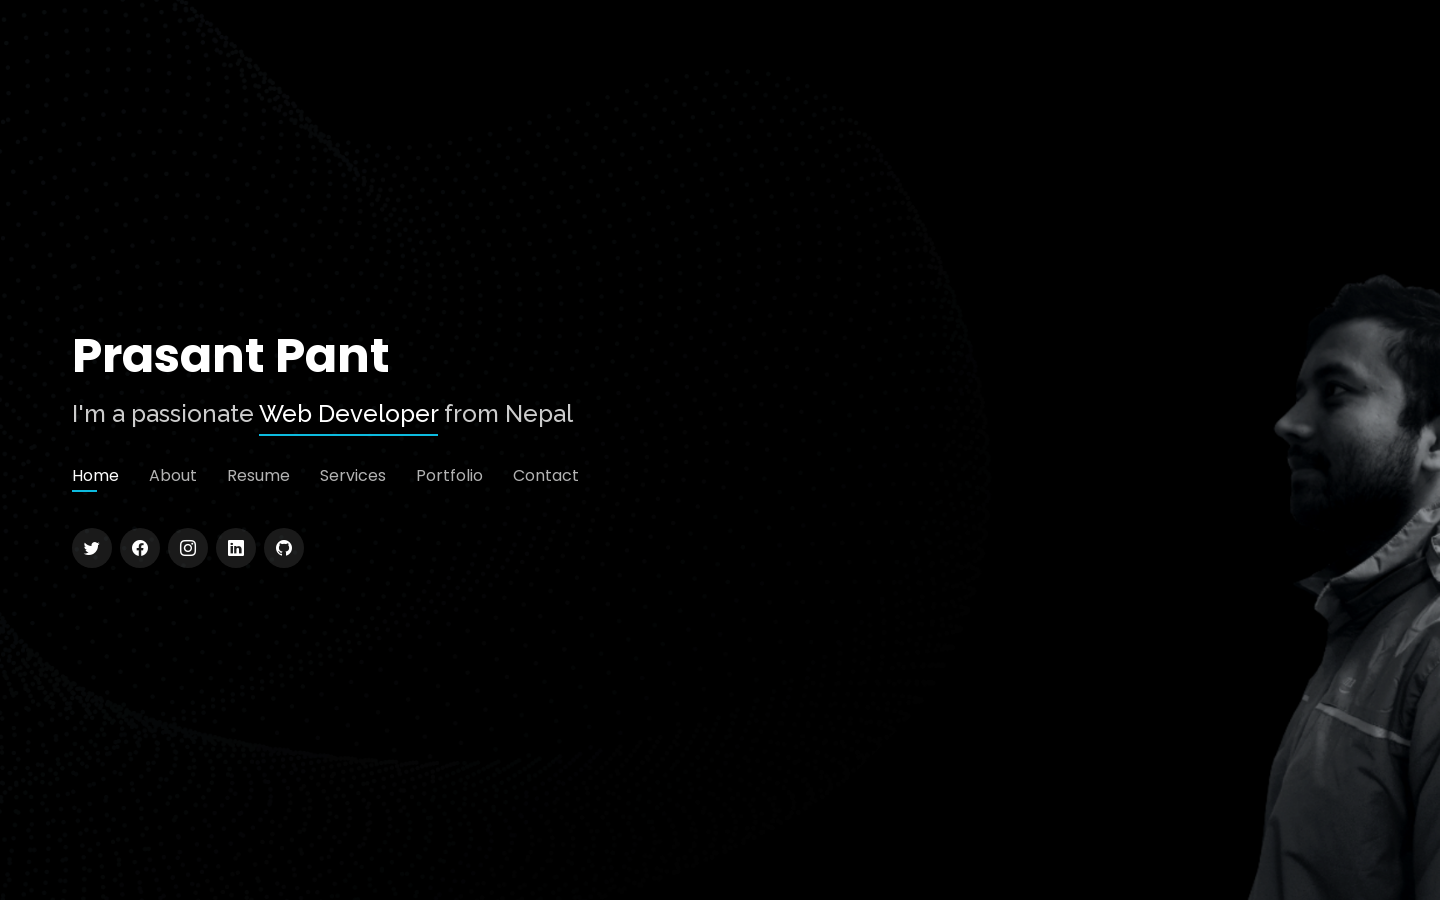 Prasant Pant
I'm a passionate Web Developer from Nepal
Home About Resume Services Portfolio Contact